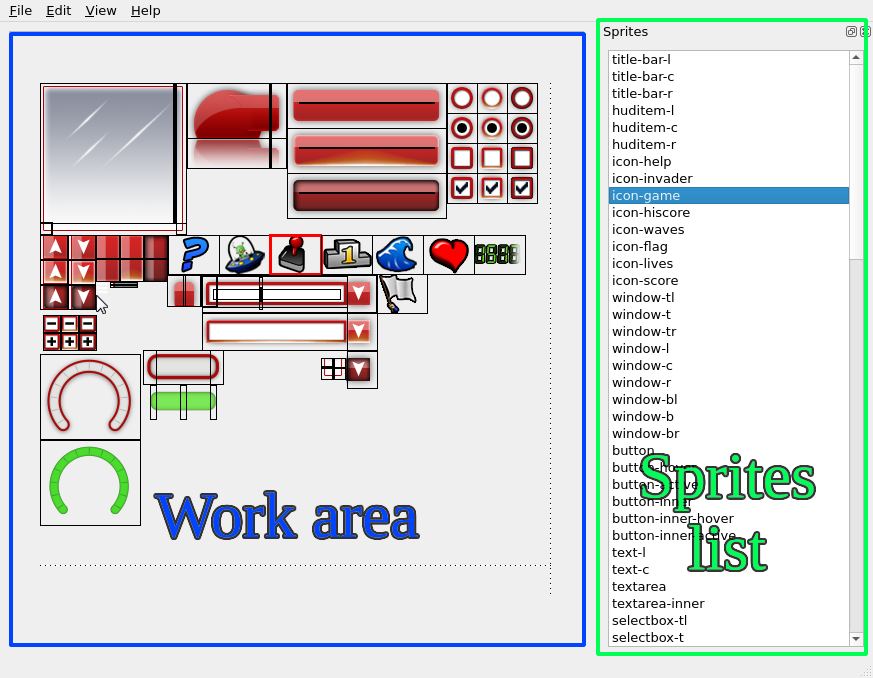 File Edit View Help
Sprites
title-bar-l
title-bar-c
title-bar-r
huditem-l
huditem-c
huditem-r
icon-help
icon-invader
icon-game
icon-hiscore
icon-waves
icon-flag
icon-lives
icon-score
window-tl
window-t
window-tr
window-l
window-c
window-r
window-bl
window-b
window-br
button
button-hover
button-active
button-inner
button-inner-hover
button-inner-active
text-l
text-c
textarea
textarea-inner
selectbox-tl
selectbox-t
?
1
8888
Work area
Sprites
list